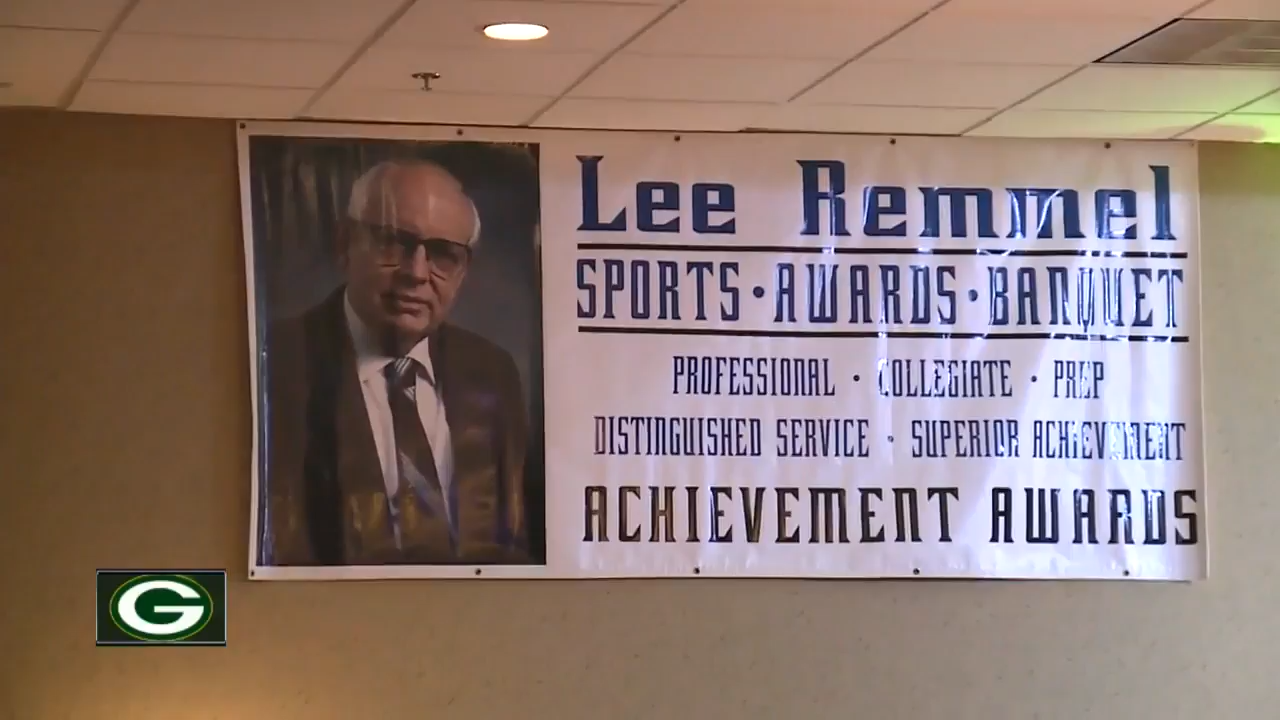 Lee Remmel
SPORTS • AWARDS • BANQUET
PROFESSIONAL • COLLEGIATE • PREP
DISTINGUISHED SERVICE • SUPERIOR ACHIEVEMENT
ACHIEVEMENT AWARDS
G